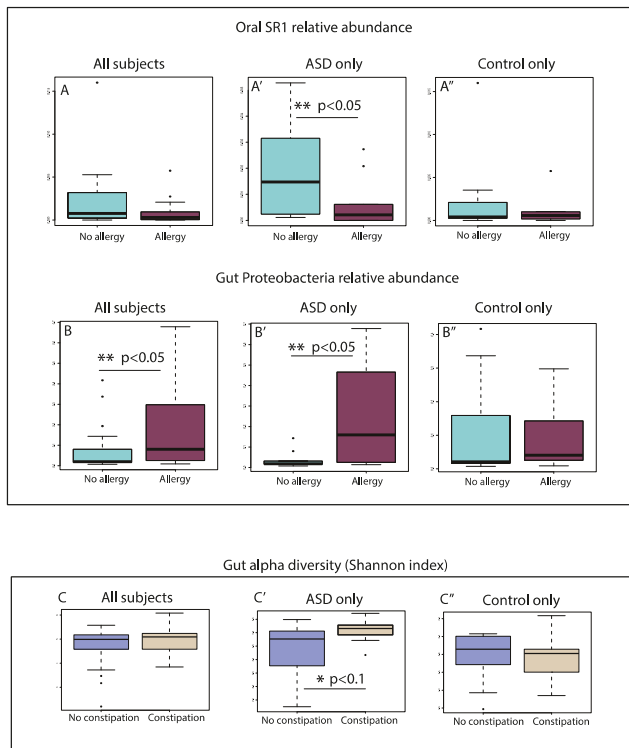 Oral SR1 relative abundance
All subjects ASD only Control only
A A′ A″
** p<0.05
No allergy Allergy No allergy Allergy No allergy Allergy
Gut Proteobacteria relative abundance
All subjects ASD only Control only
B B′ B″
** p<0.05 ** p<0.05
No allergy Allergy No allergy Allergy No allergy Allergy
Gut alpha diversity (Shannon index)
C All subjects C′ ASD only C″ Control only
* p<0.1
No constipation Constipation No constipation Constipation No constipation Constipation